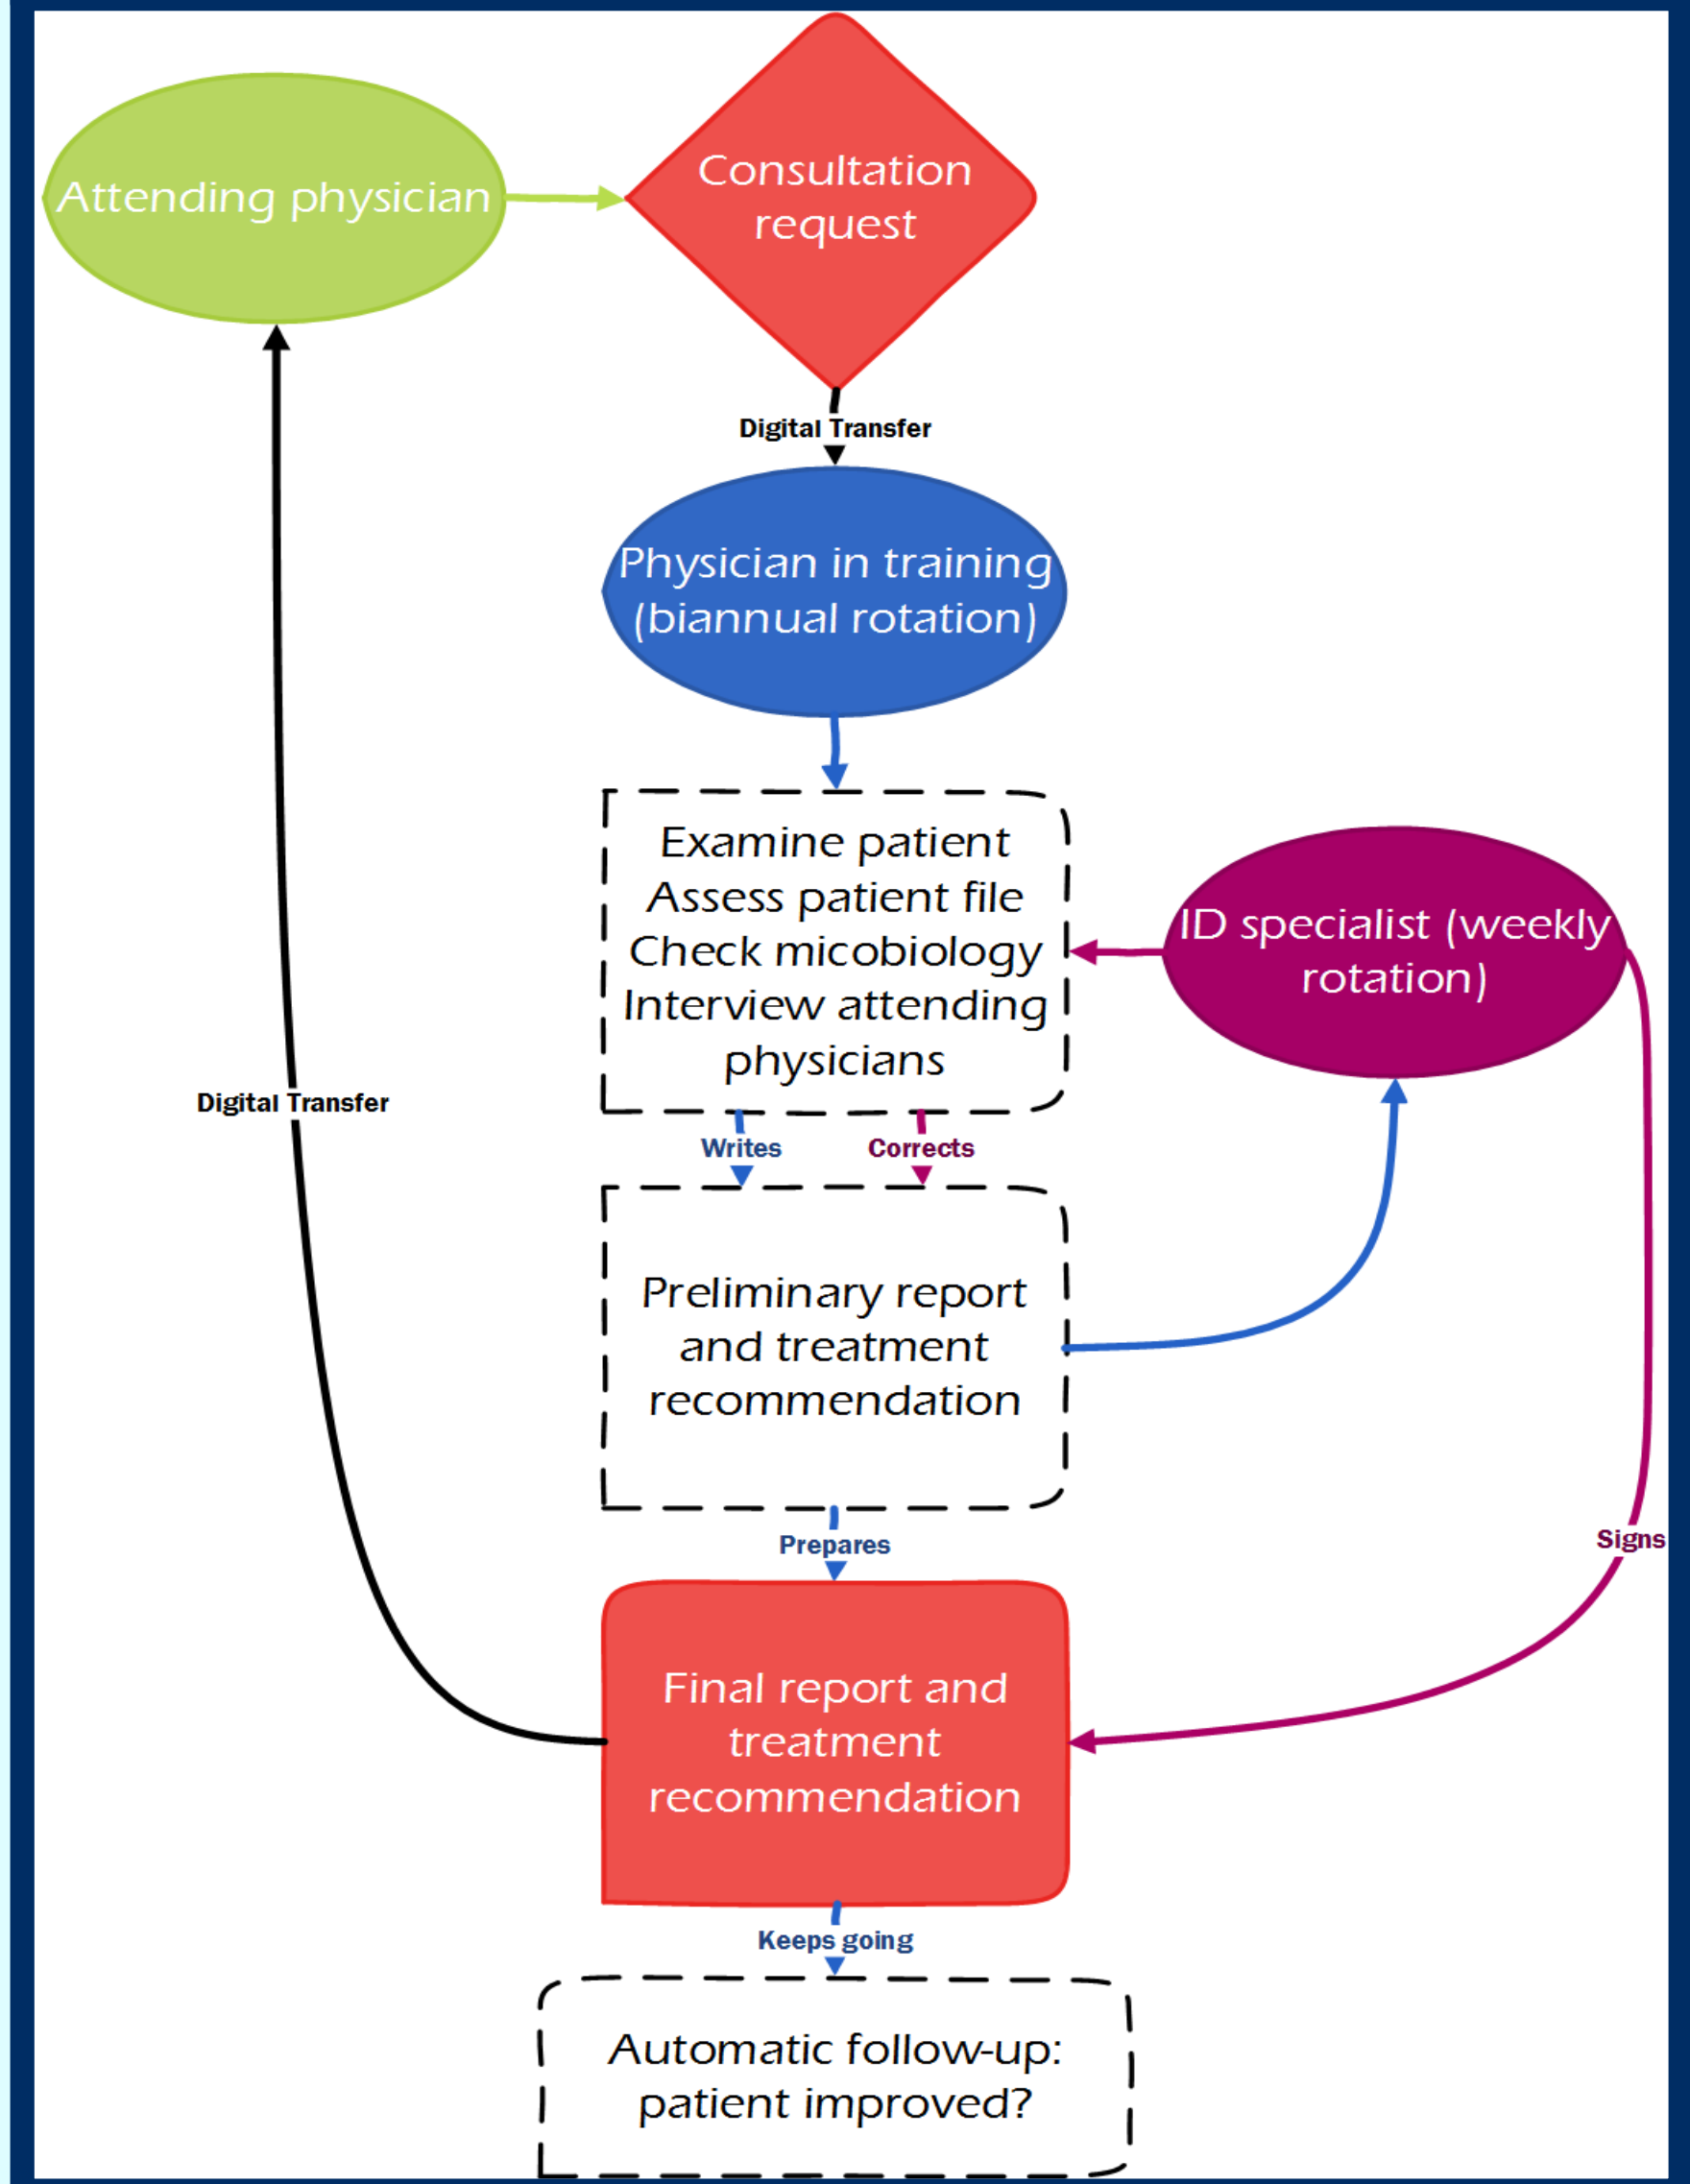 Attending physician
Consultation
request
Digital Transfer
Physician in training
(biannual rotation)
Examine patient
Assess patient file
Check micobiology
Interview attending
physicians
ID specialist (weekly
rotation)
Digital Transfer
Writes
Corrects
Preliminary report
and treatment
recommendation
Prepares
Signs
Final report and
treatment
recommendation
Keeps going
Automatic follow-up:
patient improved?